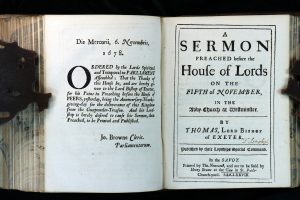 Die Mercurii, 6. Novembris,
1678.
ORDERED by the Lords Spiritual
and Temporal in PARLIAMENT
Assembled: That the Thanks of
this House be, and are hereby gi-
ven to the Lord Bishop of Exeter,
for his Pains in Preaching before the House of
PEERS, yesterday, being the Anniversary-Thanks-
giving-day for the deliverance of this Kingdom
from the Gunpowder-Treason. And his Lord-
ship is hereby desired to cause the Sermon, then
Preached, to be Printed and Published.
Jo. Browne Cleric.
Parliamentorum.
A
SERMON
PREACHED before the
House of Lords
ON THE
FIFTH of NOVEMBER,
IN THE
Abby Church at Westminster.
BY
THOMAS, LORD Bishop
of EXETER.
Published by their Lordships special Command.
In the SAVOY